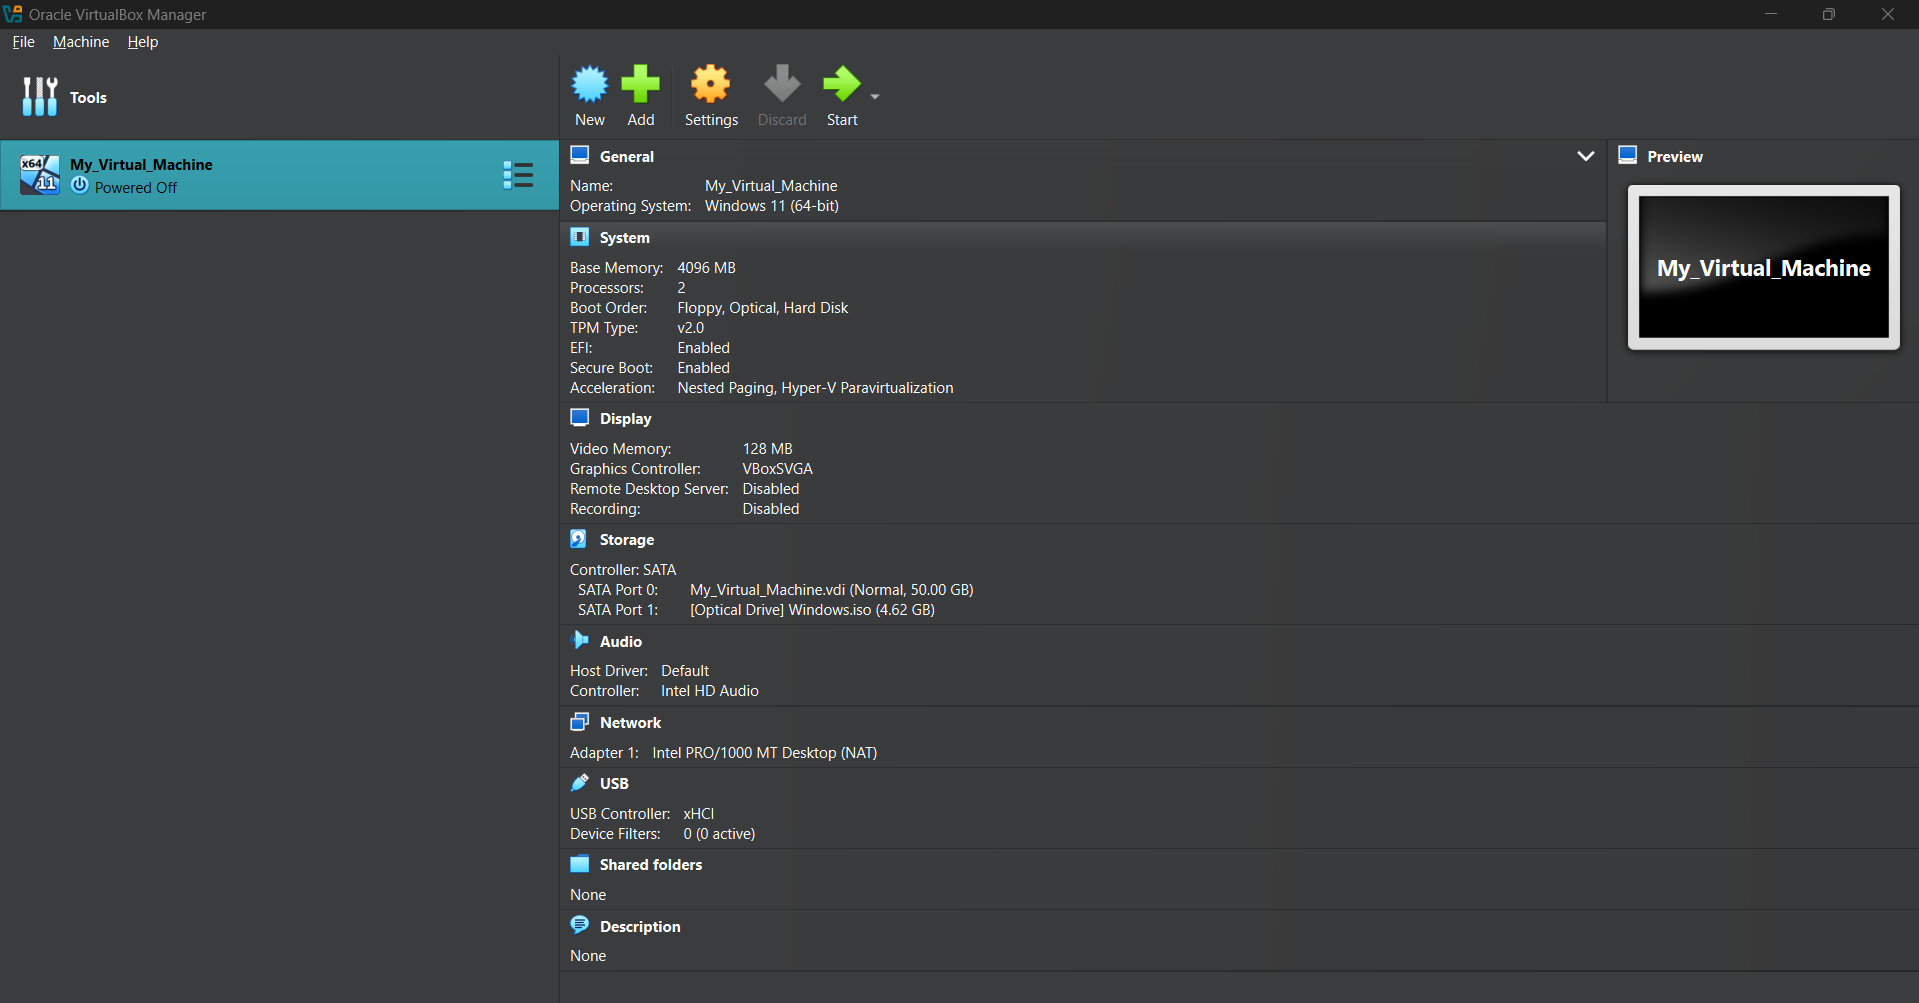 Oracle VirtualBox Manager
File Machine Help
Tools
New Add Settings Discard Start
x64
11
My_Virtual_Machine
Powered Off
General
Name: My_Virtual_Machine
Operating System: Windows 11 (64-bit)
Preview
My_Virtual_Machine
System
Base Memory: 4096 MB
Processors: 2
Boot Order: Floppy, Optical, Hard Disk
TPM Type: v2.0
EFI: Enabled
Secure Boot: Enabled
Acceleration: Nested Paging, Hyper-V Paravirtualization
Display
Video Memory: 128 MB
Graphics Controller: VBoxSVGA
Remote Desktop Server: Disabled
Recording: Disabled
Storage
Controller: SATA
SATA Port 0: My_Virtual_Machine.vdi (Normal, 50.00 GB)
SATA Port 1: [Optical Drive] Windows.iso (4.62 GB)
Audio
Host Driver: Default
Controller: Intel HD Audio
Network
Adapter 1: Intel PRO/1000 MT Desktop (NAT)
USB
USB Controller: xHCI
Device Filters: 0 (0 active)
Shared folders
None
Description
None